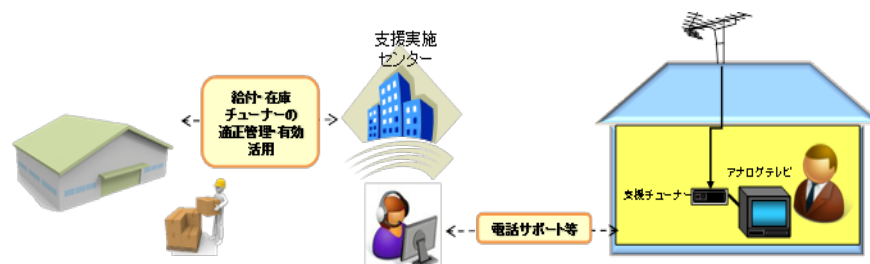 支援実施
センター
給付・在庫
チューナーの
適正管理・有効
活用
アナログテレビ
支援チューナー
電話サポート等